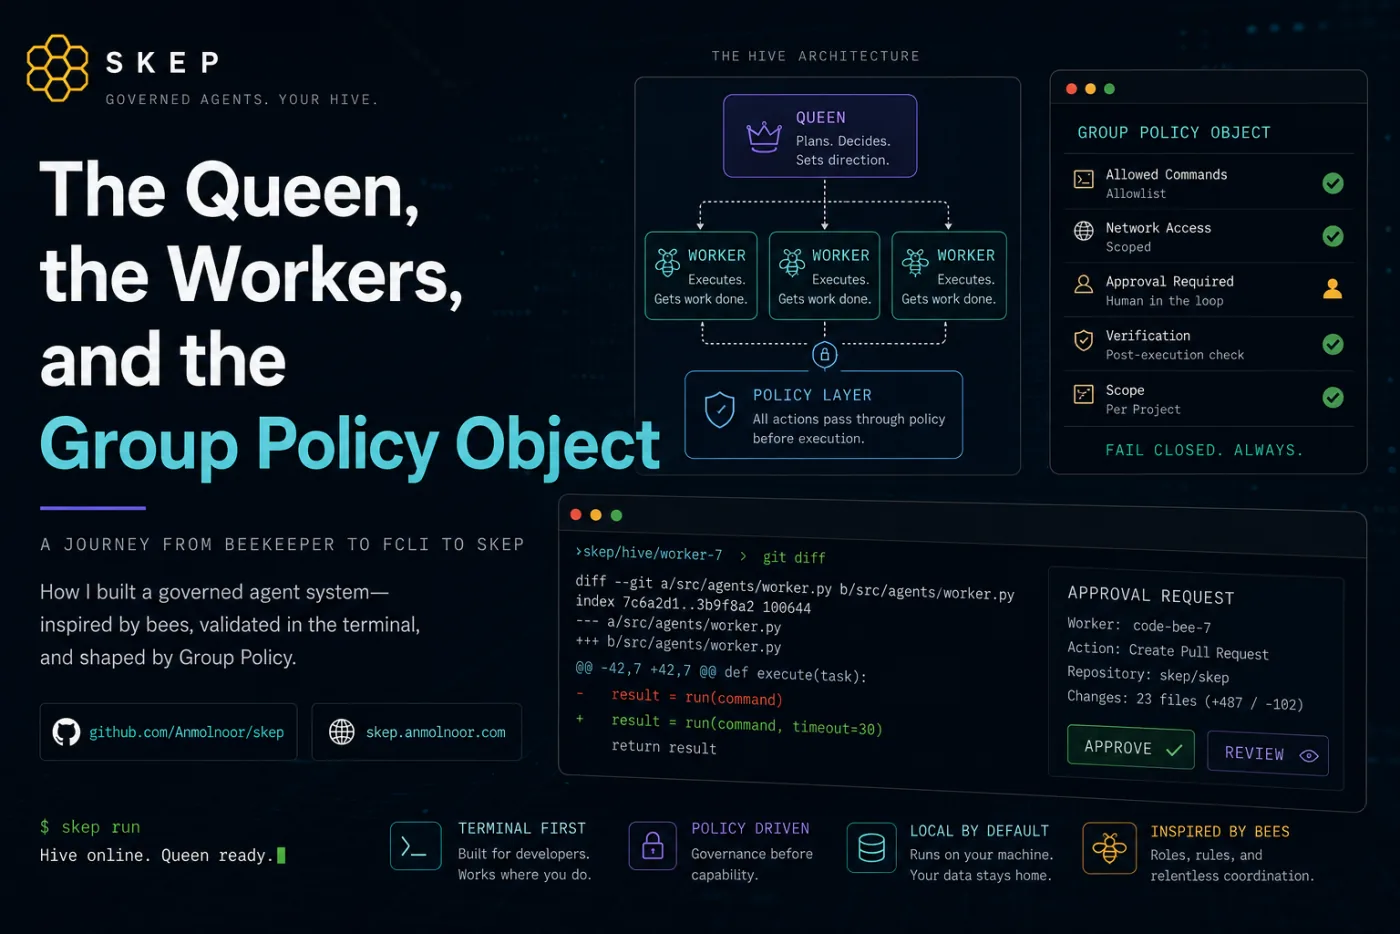 SKEP
GOVERNED AGENTS. YOUR HIVE.
The Queen,
the Workers,
and the
Group Policy Object
A JOURNEY FROM BEEKEEPER TO FCLI TO SKEP
How I built a governed agent system—
inspired by bees, validated in the terminal,
and shaped by Group Policy.
github.com/Anmolnoor/skep
skep.anmolnoor.com
$ skep run
Hive online. Queen ready.
THE HIVE ARCHITECTURE
QUEEN
Plans. Decides.
Sets direction.
WORKER
Executes.
Gets work done.
WORKER
Executes.
Gets work done.
WORKER
Executes.
Gets work done.
POLICY LAYER
All actions pass through policy
before execution.
GROUP POLICY OBJECT
Allowed Commands
Allowlist
Network Access
Scoped
Approval Required
Human in the loop
Verification
Post-execution check
Scope
Per Project
FAIL CLOSED. ALWAYS.
›skep/hive/worker-7 > git diff
diff --git a/src/agents/worker.py b/src/agents/worker.py
index 7c6a2d1..3b9f8a2 100644
--- a/src/agents/worker.py
+++ b/src/agents/worker.py
@@ -42,7 +42,7 @@ def execute(task):
- result = run(command)
+ result = run(command, timeout=30)
return result
APPROVAL REQUEST
Worker: code-bee-7
Action: Create Pull Request
Repository: skep/skep
Changes: 23 files (+487 / -102)
APPROVE
REVIEW
TERMINAL FIRST
Built for developers.
Works where you do.
POLICY DRIVEN
Governance before
capability.
LOCAL BY DEFAULT
Runs on your machine.
Your data stays home.
INSPIRED BY BEES
Roles, rules, and
relentless coordination.